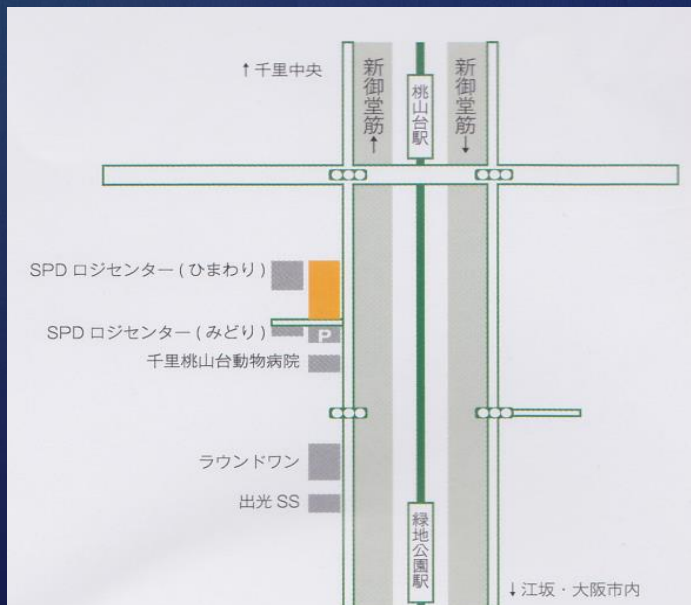 ↑千里中央
新御堂筋↑
桃山台駅
新御堂筋↓
SPD ロジセンター ( ひまわり )
SPD ロジセンター ( みどり )
P
千里桃山台動物病院
ラウンドワン
出光 SS
緑地公園駅
↓江坂・大阪市内